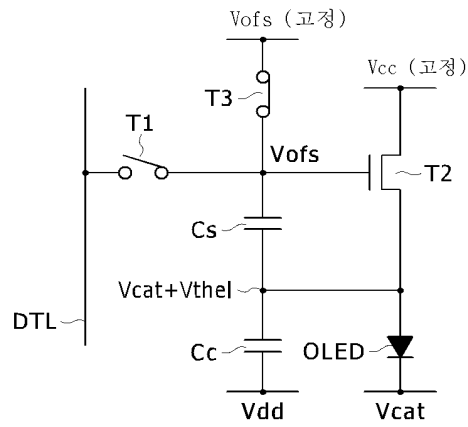 Vofs (고정)
Vcc (고정)
T3
T1
Vofs
T2
Cs
Vcat+Vthel
DTL
Cc
OLED
Vdd
Vcat